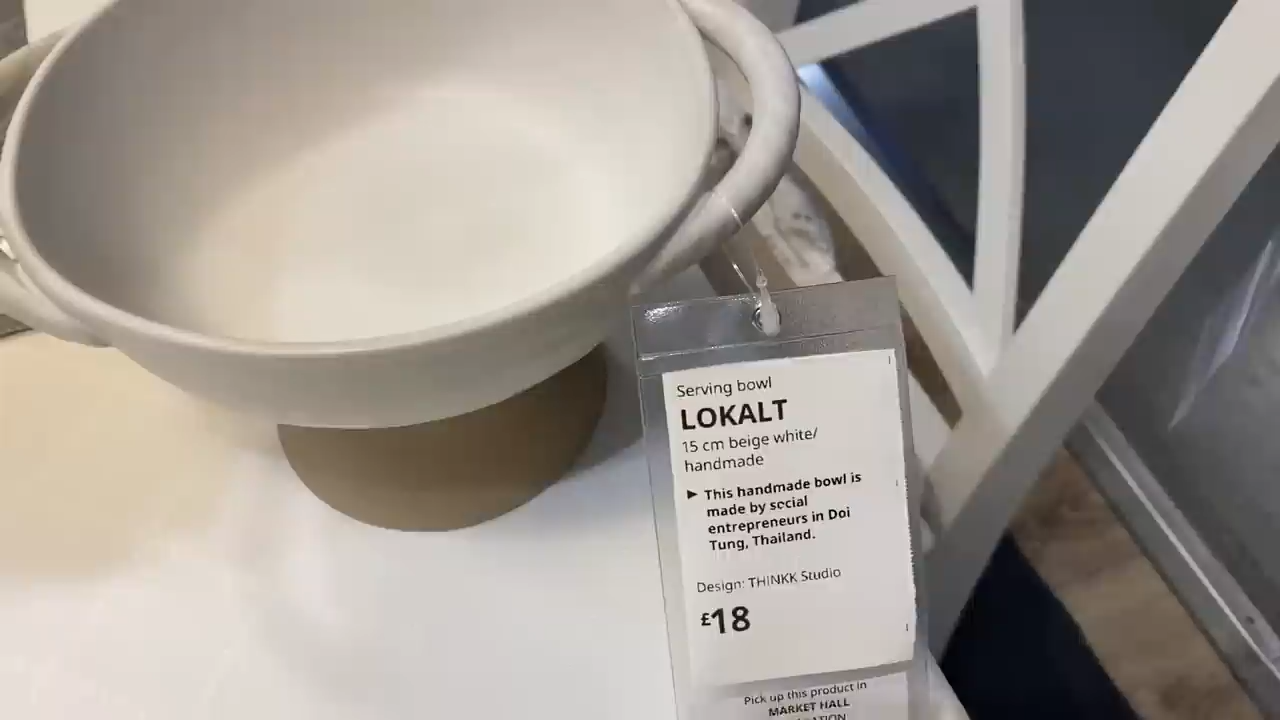 Serving bowl
LOKALT
15 cm beige white/
handmade
► This handmade bowl is
made by social
entrepreneurs in Doi
Tung, Thailand.
Design: THINKK Studio
£18
Pick up this product in
MARKET HALL